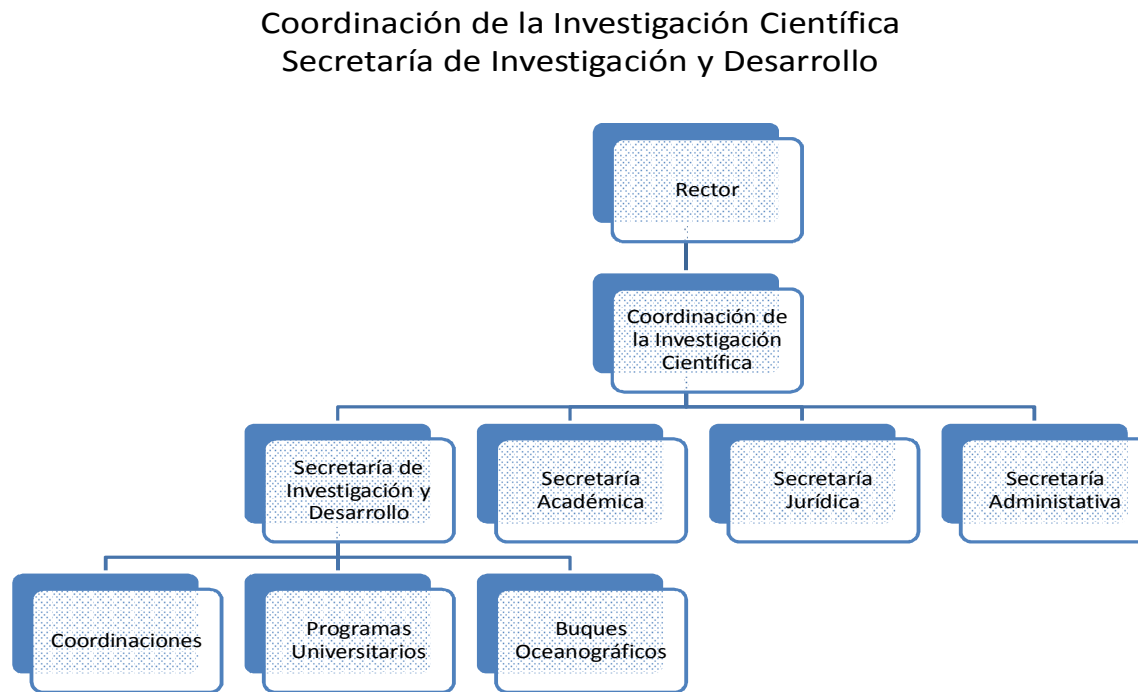 Coordinación de la Investigación Científica
Secretaría de Investigación y Desarrollo
Rector
Coordinación de
la Investigación
Científica
Secretaría de
Investigación y
Desarrollo
Secretaría
Académica
Secretaría
Jurídica
Secretaría
Administativa
Coordinaciones
Programas
Universitarios
Buques
Oceanográficos